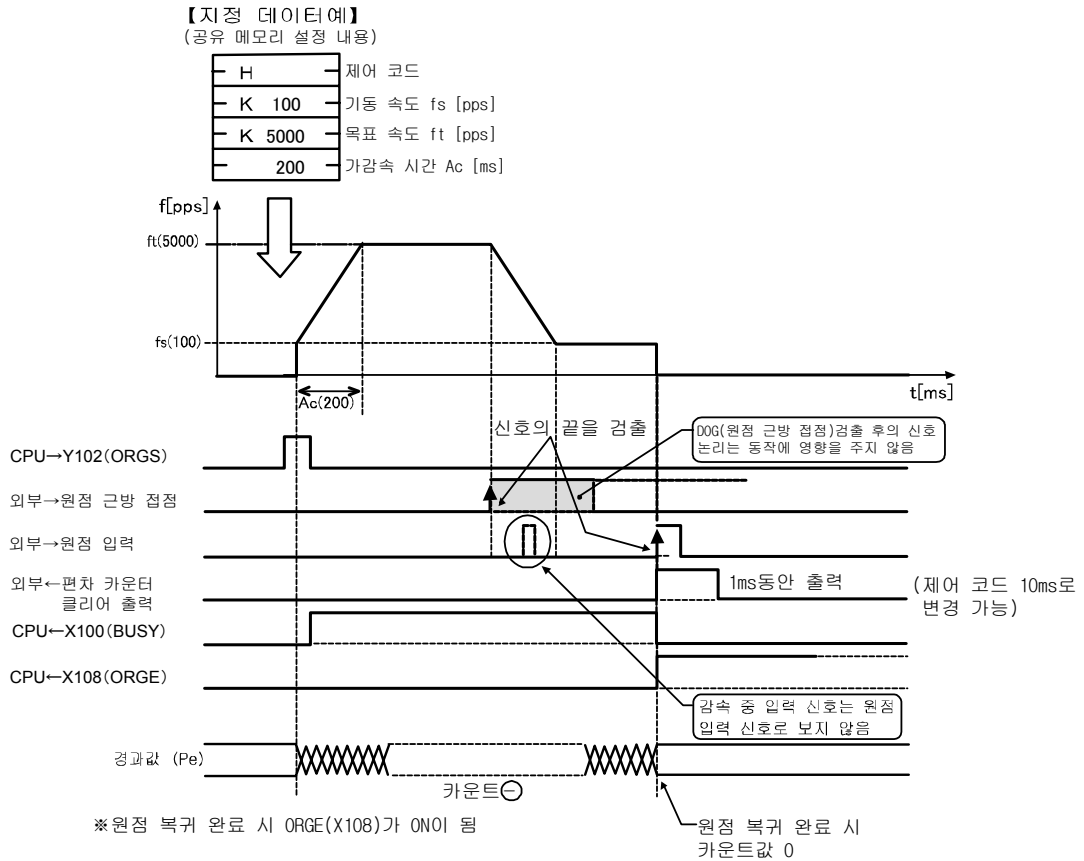 【지정 데이터예】
(공유 메모리 설정 내용)
H 제어 코드
K 100 기동 속도 fs [pps]
K 5000 목표 속도 ft [pps]
200 가감속 시간 Ac [ms]
f[pps]
ft(5000)
fs(100)
t[ms]
Ac(200)
신호의 끝을 검출
DOG(원점 근방 접점)검출 후의 신호
논리는 동작에 영향을 주지 않음
CPU→Y102(ORGS)
외부→원점 근방 접점
외부→원점 입력
외부←편차 카운터
클리어 출력
1ms동안 출력
(제어 코드 10ms로
변경 가능)
CPU←X100(BUSY)
CPU←X108(ORGE)
감속 중 입력 신호는 원점
입력 신호로 보지 않음
경과값 (Pe)
카운트⊖
※원점 복귀 완료 시 ORGE(X108)가 ON이 됨
원점 복귀 완료 시
카운트값 0